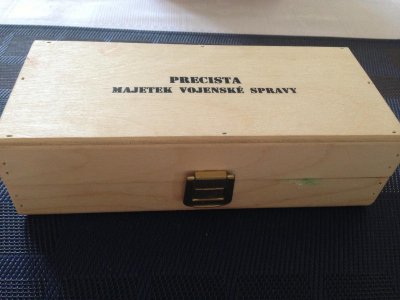 PRECISTA
MAJETEK VOJENSKÉ SPRAVY